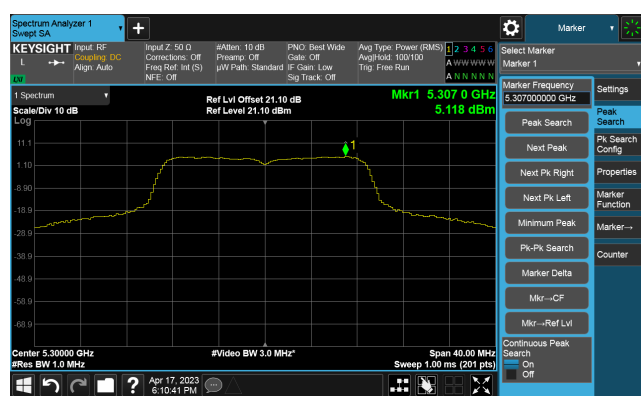 Spectrum Analyzer 1
Swept SA
Marker
KEYSIGHT
Input: RF
Coupling: DC
Align: Auto
Input Z: 50 Ω
Corrections: Off
Freq Ref: Int (S)
NFE: Off
#Atten: 10 dB
Preamp: Off
µW Path: Standard
PNO: Best Wide
Gate: Off
IF Gain: Low
Sig Track: Off
Avg Type: Power (RMS)
Avg|Hold: 100/100
Trig: Free Run
1 2 3 4 5 6
A W W W W W
A N N N N N
L
LXI
Select Marker
Marker 1
1 Spectrum
Scale/Div 10 dB
Log
Ref Lvl Offset 21.10 dB
Ref Level 21.10 dBm
Mkr1 5.307 0 GHz
5.118 dBm
11.1
1.10
-8.90
-18.9
-28.9
-38.9
-48.9
-58.9
-68.9
1
Center 5.30000 GHz
#Res BW 1.0 MHz
#Video BW 3.0 MHz*
Span 40.00 MHz
Sweep 1.00 ms (201 pts)
Marker Frequency
5.307000000 GHz
Peak Search
Next Peak
Next Pk Right
Next Pk Left
Minimum Peak
Pk-Pk Search
Marker Delta
Mkr→CF
Mkr→Ref Lvl
Continuous Peak
Search
On
Off
Settings
Peak
Search
Pk Search
Config
Properties
Marker
Function
Marker→
Counter
Apr 17, 2023
6:10:41 PM